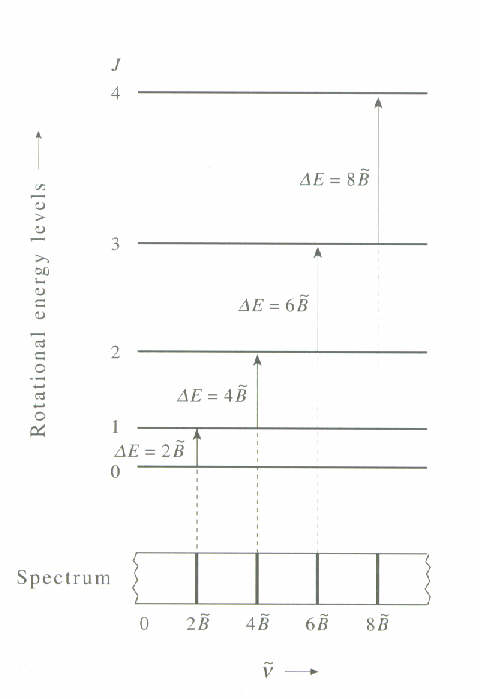 J
4
ΔE = 8B̃
3
ΔE = 6B̃
2
ΔE = 4B̃
1
ΔE = 2B̃
0
Rotational energy levels
Spectrum
0 2B̃ 4B̃ 6B̃ 8B̃
ν̃